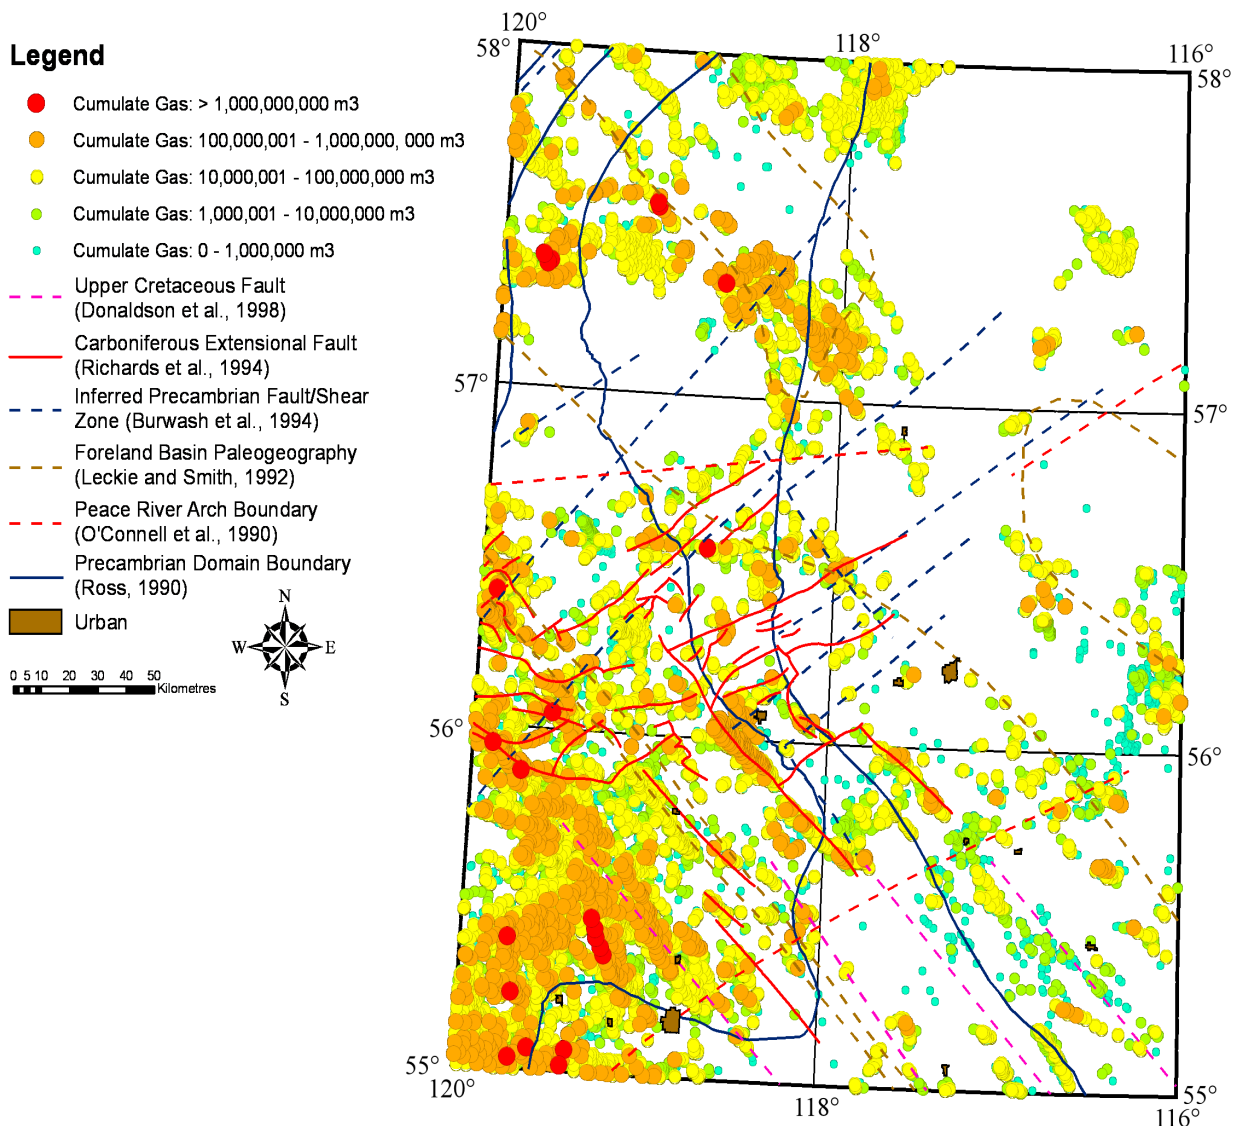 Legend
Cumulate Gas: > 1,000,000,000 m3
Cumulate Gas: 100,000,001 - 1,000,000, 000 m3
Cumulate Gas: 10,000,001 - 100,000,000 m3
Cumulate Gas: 1,000,001 - 10,000,000 m3
Cumulate Gas: 0 - 1,000,000 m3
Upper Cretaceous Fault
(Donaldson et al., 1998)
Carboniferous Extensional Fault
(Richards et al., 1994)
Inferred Precambrian Fault/Shear
Zone (Burwash et al., 1994)
Foreland Basin Paleogeography
(Leckie and Smith, 1992)
Peace River Arch Boundary
(O'Connell et al., 1990)
Precambrian Domain Boundary
(Ross, 1990)
Urban
N
W E
S
0 5 10 20 30 40 50
Kilometres
120°
118°
116°
58°
58°
57°
57°
56°
56°
55°
55°
120°
118°
116°